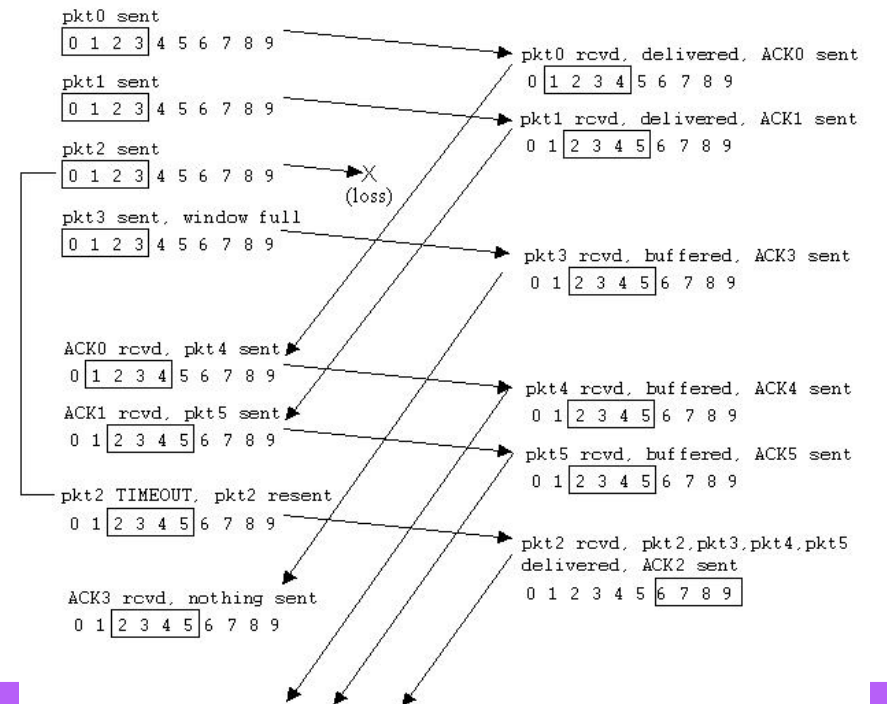 pkt0 sent
0 1 2 3 4 5 6 7 8 9
pkt0 rcvd, delivered, ACK0 sent
0 1 2 3 4 5 6 7 8 9
pkt1 sent
0 1 2 3 4 5 6 7 8 9
pkt1 rcvd, delivered, ACK1 sent
0 1 2 3 4 5 6 7 8 9
pkt2 sent
0 1 2 3 4 5 6 7 8 9
X
(loss)
pkt3 sent, window full
0 1 2 3 4 5 6 7 8 9
pkt3 rcvd, buffered, ACK3 sent
0 1 2 3 4 5 6 7 8 9
ACK0 rcvd, pkt4 sent
0 1 2 3 4 5 6 7 8 9
pkt4 rcvd, buffered, ACK4 sent
0 1 2 3 4 5 6 7 8 9
ACK1 rcvd, pkt5 sent
0 1 2 3 4 5 6 7 8 9
pkt5 rcvd, buffered, ACK5 sent
0 1 2 3 4 5 6 7 8 9
pkt2 TIMEOUT, pkt2 resent
0 1 2 3 4 5 6 7 8 9
pkt2 rcvd, pkt2,pkt3,pkt4,pkt5
delivered, ACK2 sent
0 1 2 3 4 5 6 7 8 9
ACK3 rcvd, nothing sent
0 1 2 3 4 5 6 7 8 9